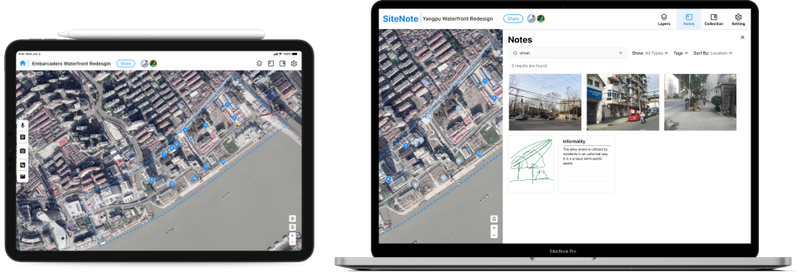 Embarcadero Waterfront Redesgin
Share
SiteNote
Yangpu Waterfront Redesign
Share
Layers
Notes
Collection
Setting
Notes
street
5 results are found
Show: All Types
Tags
Sort By: Location
Informality
The alley street is utilized by
residents in an informal way.
It is a unique semi-public
space.
MacBook Pro